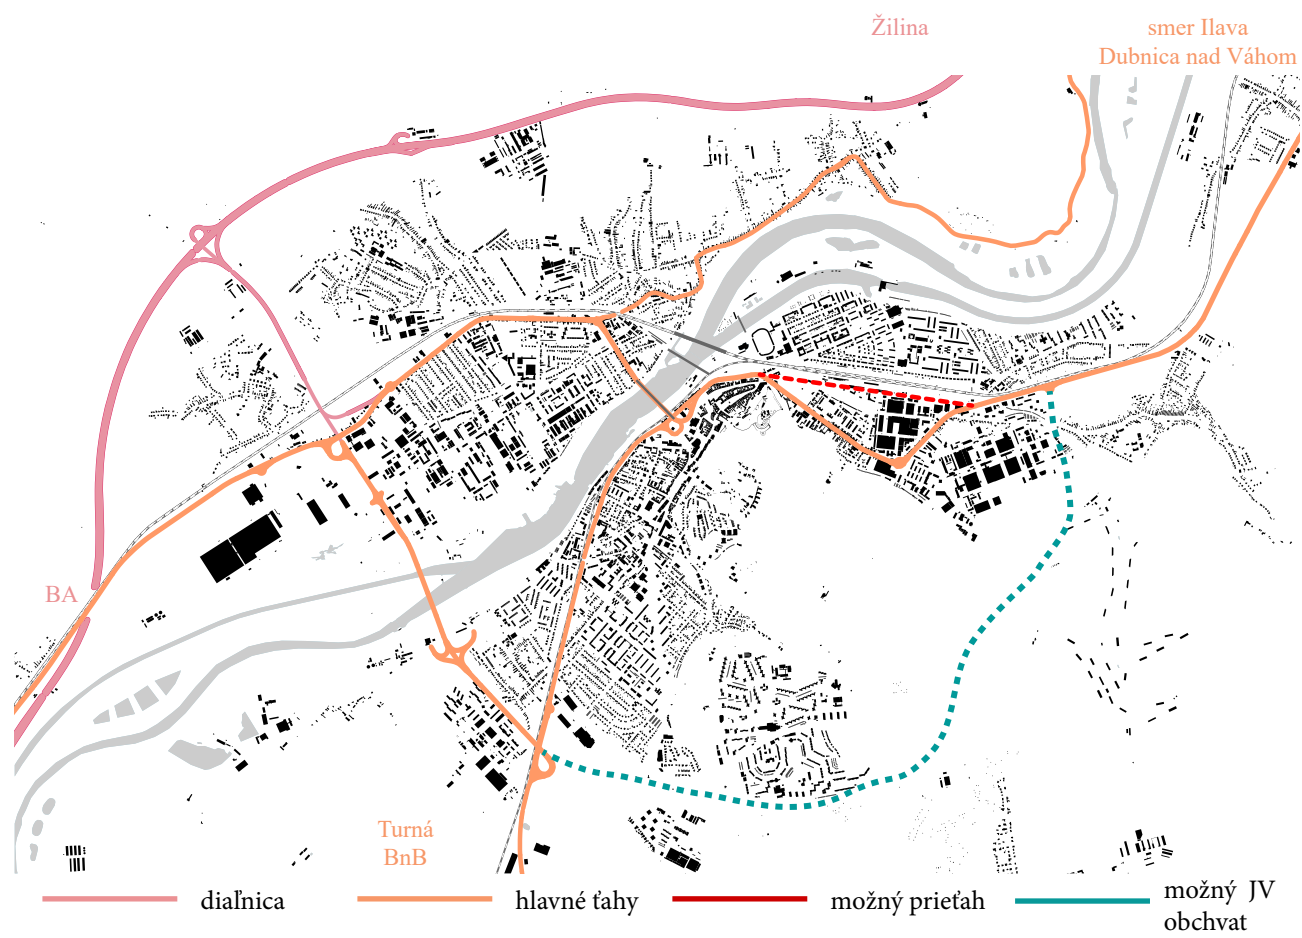 Žilina
smer Ilava
Dubnica nad Váhom
BA
Turná
BnB
diaľnica
hlavné ťahy
možný prieťah
možný JV
obchvat